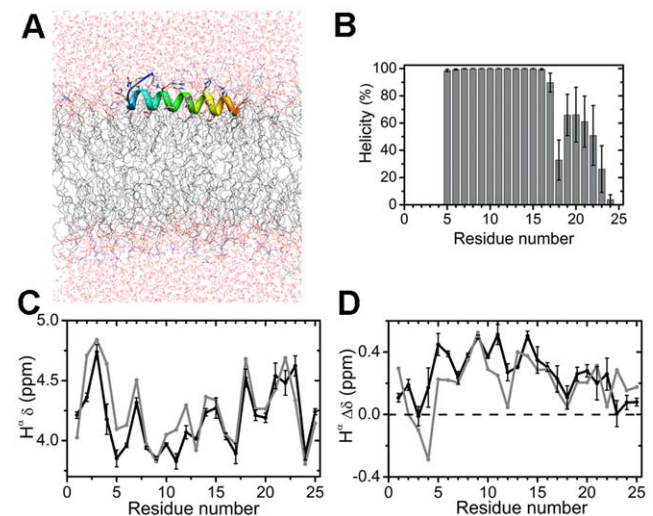 A
B
Helicity (%)
100
80
60
40
20
0
0 5 10 15 20 25
Residue number
C
Hα δ (ppm)
5.0
4.5
4.0
0 5 10 15 20 25
Residue number
D
Hα Δδ (ppm)
0.4
0.0
-0.4
0 5 10 15 20 25
Residue number